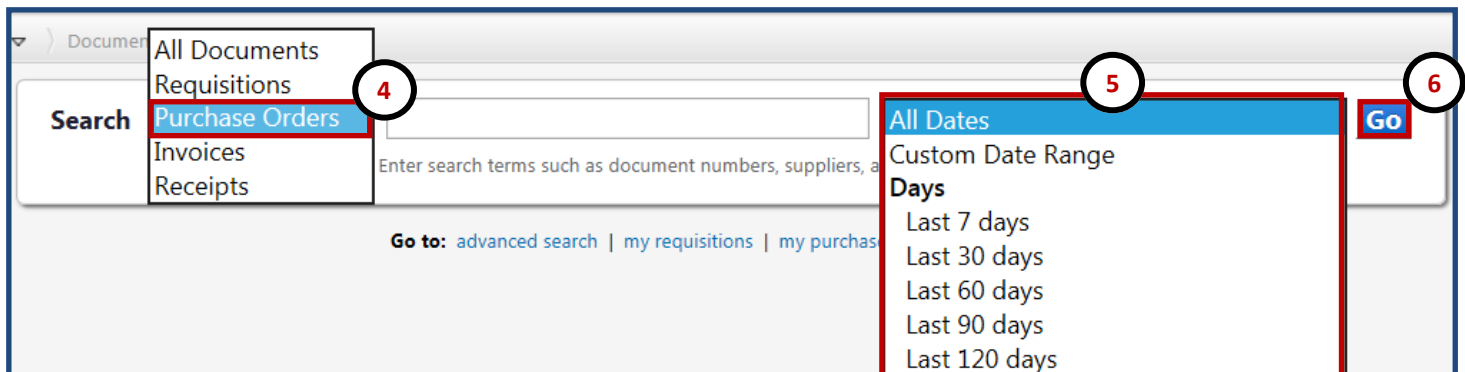 Documen
All Documents
Requisitions
4
5
6
Search
Purchase Orders
All Dates
Go
Invoices
Receipts
Enter search terms such as document numbers, suppliers, a
Custom Date Range
Days
Last 7 days
Go to: advanced search | my requisitions | my purchas
Last 30 days
Last 60 days
Last 90 days
Last 120 days